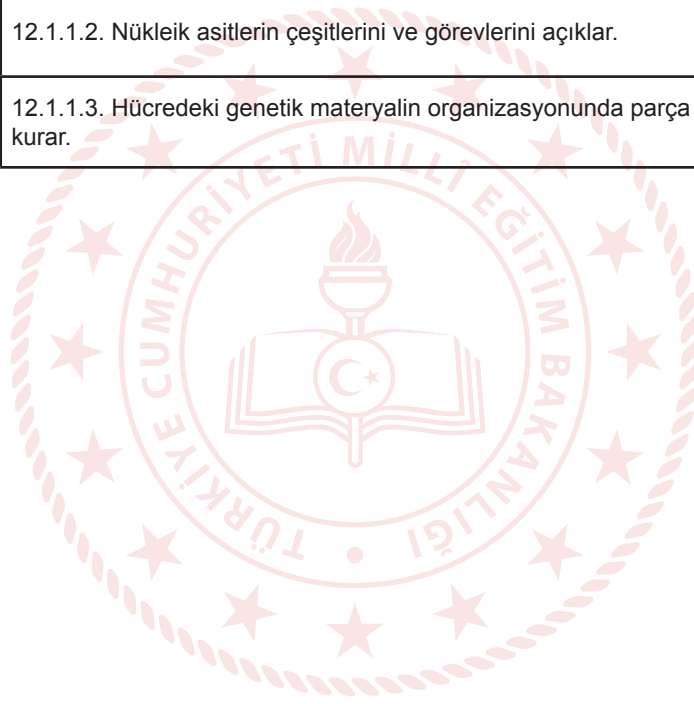 12.1.1.2. Nükleik asitlerin çeşitlerini ve görevlerini açıklar.
12.1.1.3. Hücredeki genetik materyalin organizasyonunda parça
kurar.
TÜRKİYE CUMHURİYETİ MİLLÎ EĞİTİM BAKANLIĞI